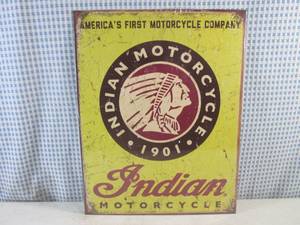 AMERICA'S FIRST MOTORCYCLE COMPANY
INDIAN MOTORCYCLE
• 1901 •
Indian
MOTORCYCLE